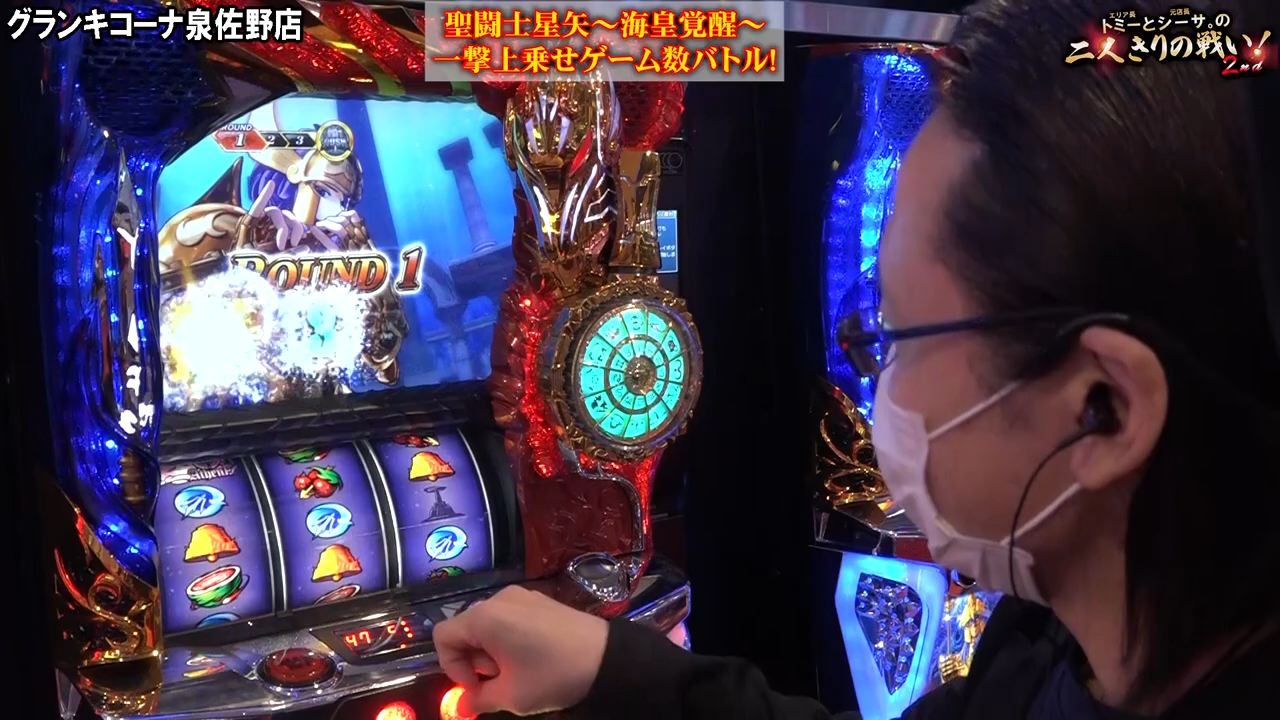 グランキコーナ泉佐野店
聖闘士星矢～海皇覚醒～
一撃上乗せゲーム数バトル!
エリア長 元店長
トミーとシーサ。の
二人きりの戦い!
2nd
ROUND
1 2 3
ROUND 1
47